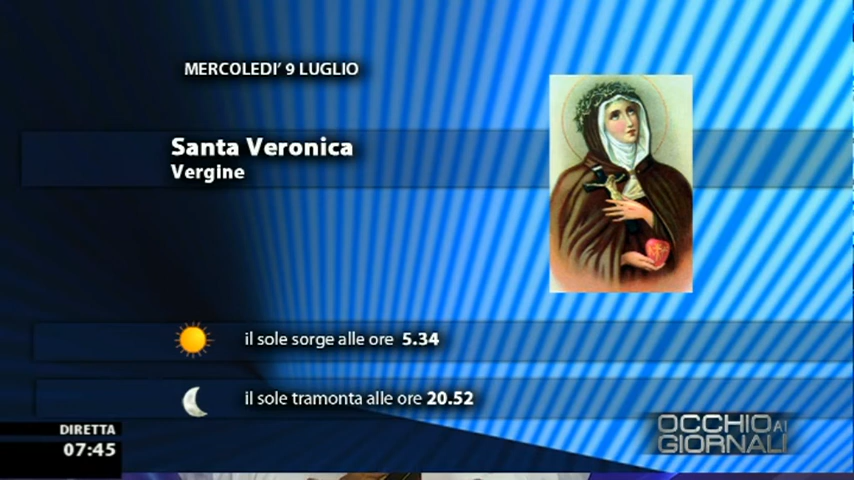 MERCOLEDI' 9 LUGLIO
Santa Veronica
Vergine
il sole sorge alle ore 5.34
il sole tramonta alle ore 20.52
DIRETTA
07:45
OCCHIO AI
GIORNALI